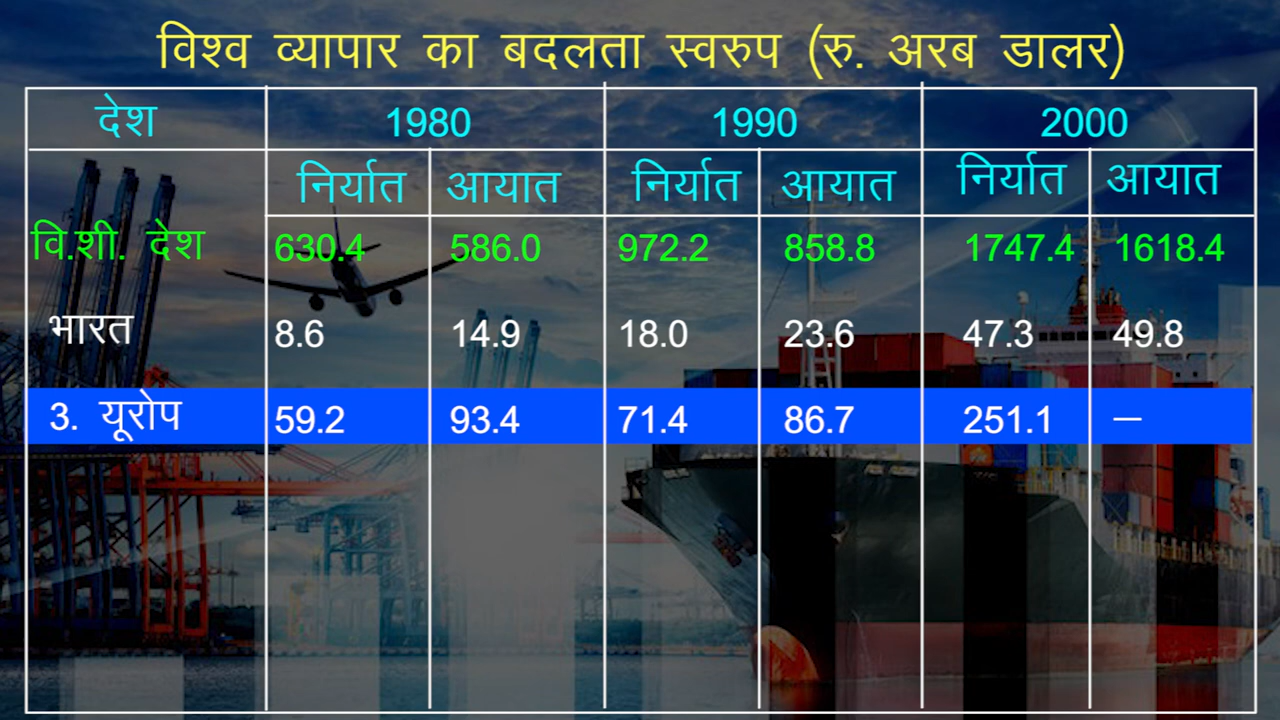 विश्व व्यापार का बदलता स्वरुप (रु. अरब डालर)
देश 1980 1990 2000
निर्यात आयात निर्यात आयात निर्यात आयात
वि.शी. देश 630.4 586.0 972.2 858.8 1747.4 1618.4
भारत 8.6 14.9 18.0 23.6 47.3 49.8
3. यूरोप 59.2 93.4 71.4 86.7 251.1 —